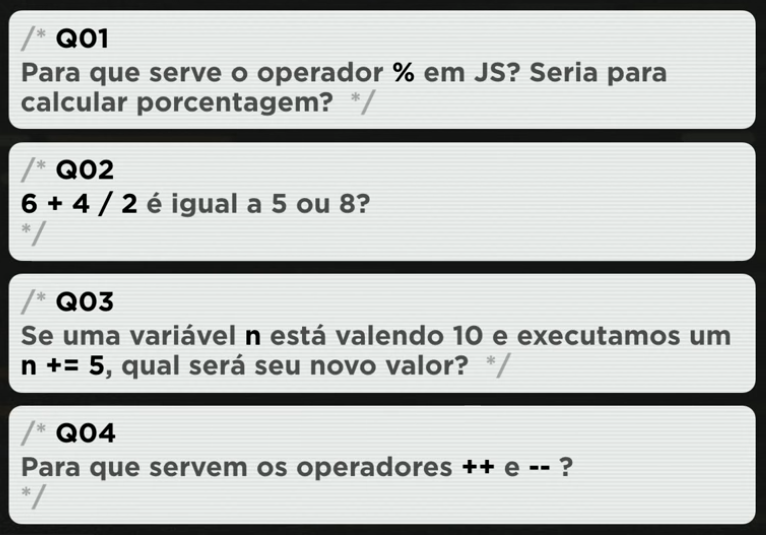 /* Q01
Para que serve o operador % em JS? Seria para
calcular porcentagem? */
/* Q02
6 + 4 / 2 é igual a 5 ou 8?
*/
/* Q03
Se uma variável n está valendo 10 e executamos um
n += 5, qual será seu novo valor? */
/* Q04
Para que servem os operadores ++ e -- ?
*/